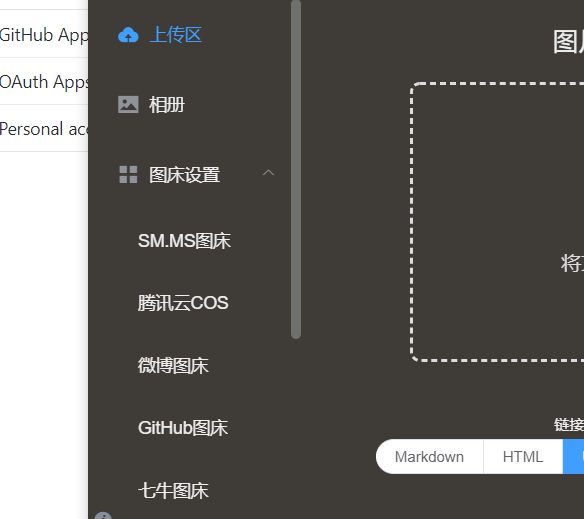 GitHub App
OAuth Apps
Personal acc
上传区
相册
图床设置
SM.MS图床
腾讯云COS
微博图床
GitHub图床
七牛图床
图片
将
链接
Markdown
HTML